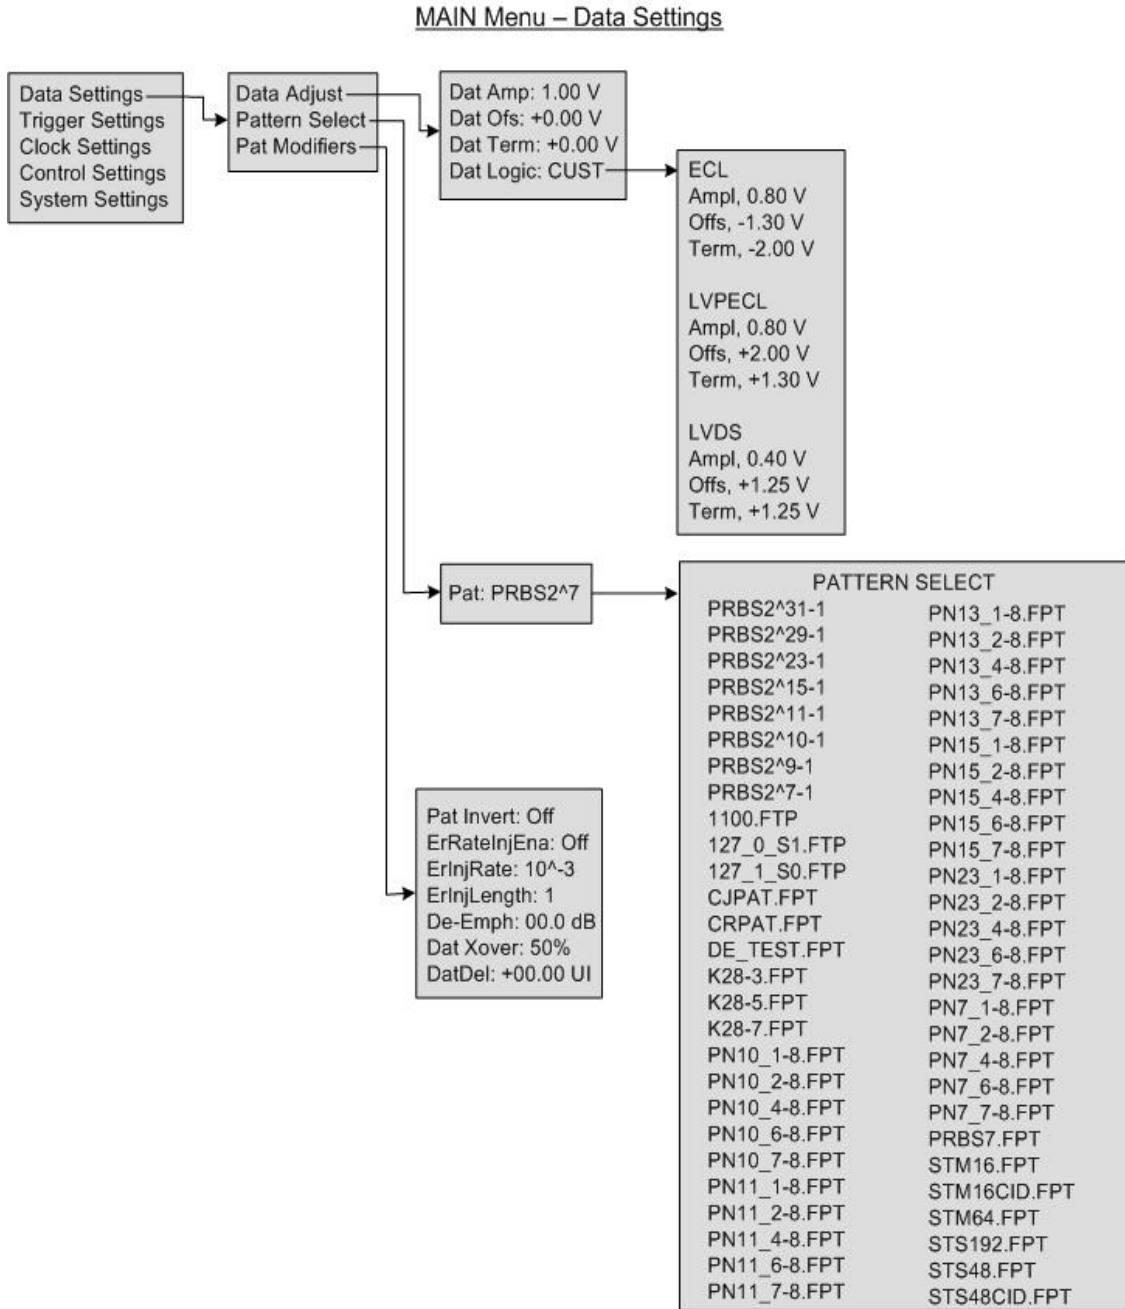 MAIN Menu – Data Settings
Data Settings
Trigger Settings
Clock Settings
Control Settings
System Settings
Data Adjust
Pattern Select
Pat Modifiers
Dat Amp: 1.00 V
Dat Ofs: +0.00 V
Dat Term: +0.00 V
Dat Logic: CUST
ECL
Ampl, 0.80 V
Offs, -1.30 V
Term, -2.00 V
LVPECL
Ampl, 0.80 V
Offs, +2.00 V
Term, +1.30 V
LVDS
Ampl, 0.40 V
Offs, +1.25 V
Term, +1.25 V
Pat: PRBS2^7
PATTERN SELECT
PRBS2^31-1
PRBS2^29-1
PRBS2^23-1
PRBS2^15-1
PRBS2^11-1
PRBS2^10-1
PRBS2^9-1
PRBS2^7-1
1100.FTP
127_0_S1.FTP
127_1_S0.FTP
CJPAT.FPT
CRPAT.FPT
DE_TEST.FPT
K28-3.FPT
K28-5.FPT
K28-7.FPT
PN10_1-8.FPT
PN10_2-8.FPT
PN10_4-8.FPT
PN10_6-8.FPT
PN10_7-8.FPT
PN11_1-8.FPT
PN11_2-8.FPT
PN11_4-8.FPT
PN11_6-8.FPT
PN11_7-8.FPT
PN13_1-8.FPT
PN13_2-8.FPT
PN13_4-8.FPT
PN13_6-8.FPT
PN13_7-8.FPT
PN15_1-8.FPT
PN15_2-8.FPT
PN15_4-8.FPT
PN15_6-8.FPT
PN15_7-8.FPT
PN23_1-8.FPT
PN23_2-8.FPT
PN23_4-8.FPT
PN23_6-8.FPT
PN23_7-8.FPT
PN7_1-8.FPT
PN7_2-8.FPT
PN7_4-8.FPT
PN7_6-8.FPT
PN7_7-8.FPT
PRBS7.FPT
STM16.FPT
STM16CID.FPT
STM64.FPT
STS192.FPT
STS48.FPT
STS48CID.FPT
Pat Invert: Off
ErRateInjEna: Off
ErInjRate: 10^-3
ErInjLength: 1
De-Emph: 00.0 dB
Dat Xover: 50%
DatDel: +00.00 UI